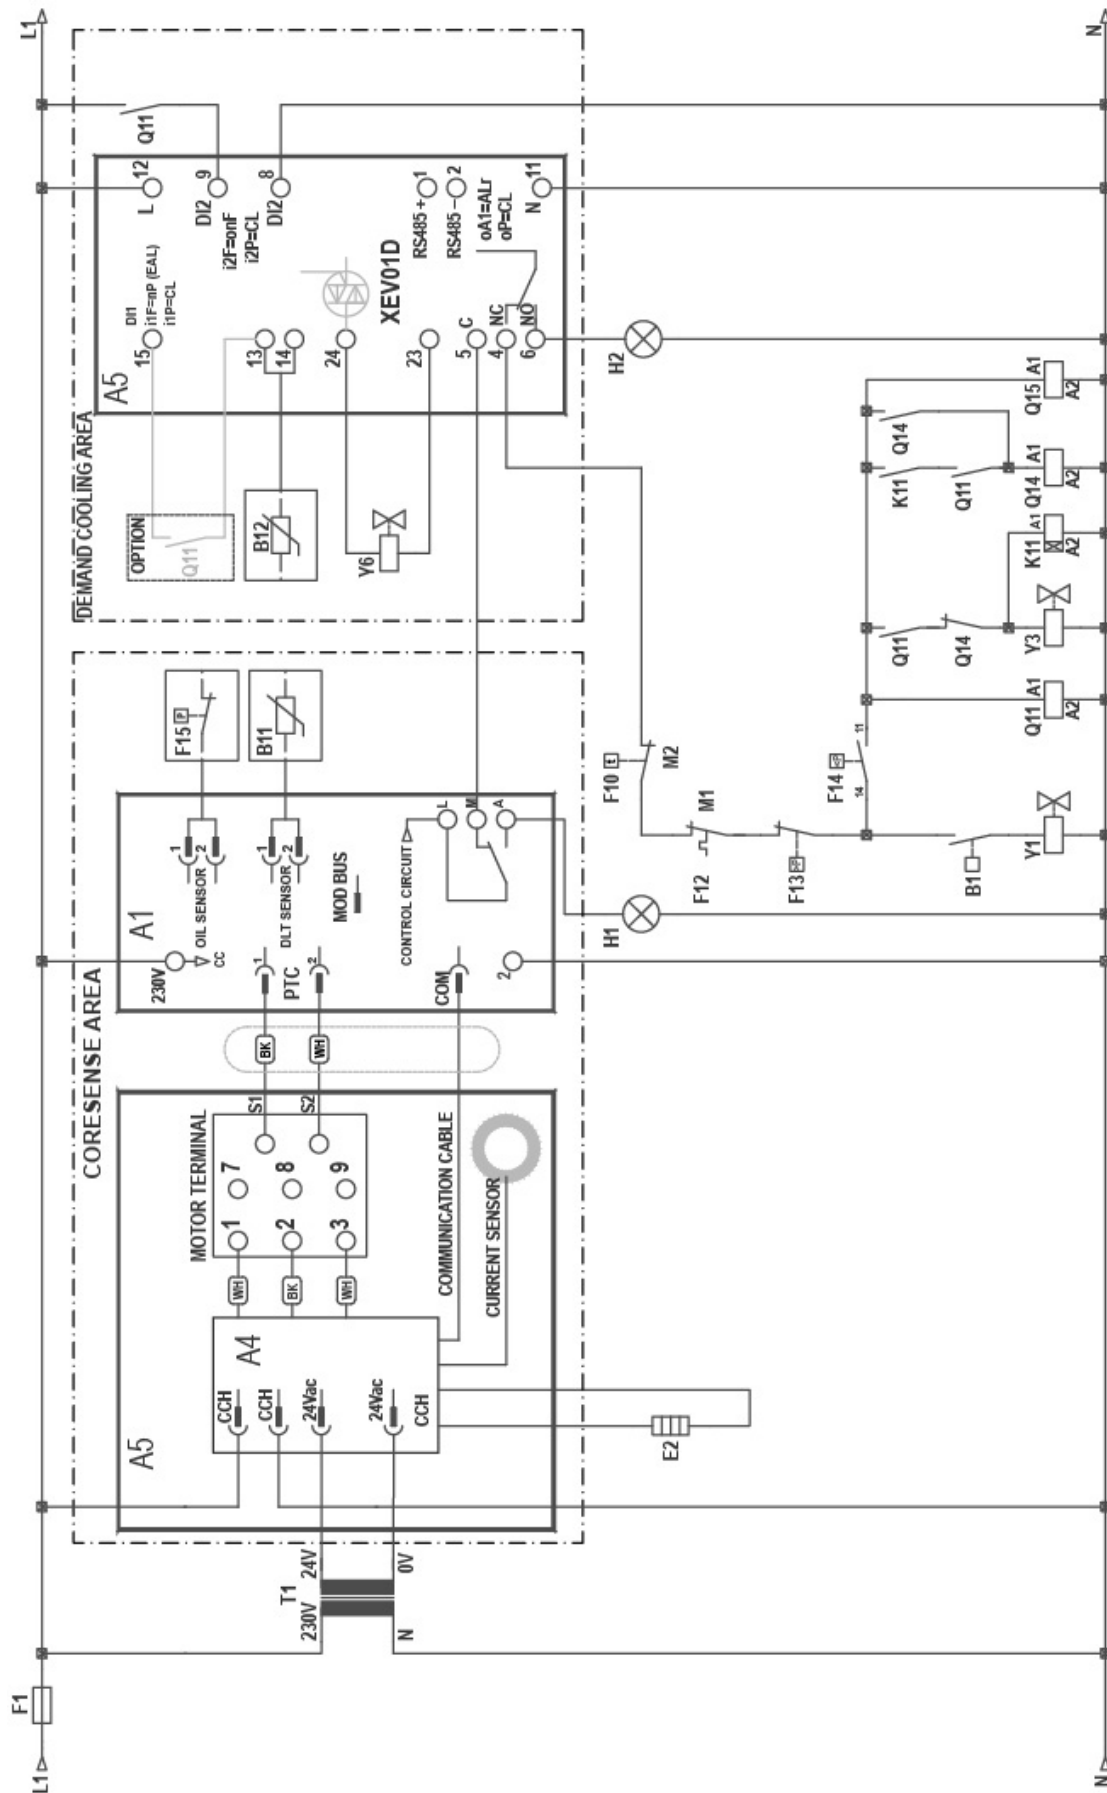 L1
F1
L1
T1
230V
24V
N
0V
CORESENSE AREA
A5
A4
CCH
CCH
24Vac
24Vac
CCH
E2
MOTOR TERMINAL
1
2
3
7
8
9
WH
BK
WH
S1
S2
BK
WH
COMMUNICATION CABLE
CURRENT SENSOR
A1
230V
CC
OIL SENSOR
1
2
DLT SENSOR
1
2
PTC
1
2
MOD BUS
CONTROL CIRCUIT
COM
2
L
M
A
F15
P
B11
H1
DEMAND COOLING AREA
OPTION
Q11
B12
Y6
A5
XEV01D
15
DI1
i1F=nP (EAL)
i1P=CL
13
14
24
23
C
5
NC
4
NO
6
L
12
DI2
9
i2F=onF
i2P=CL
DI2
8
RS485 +
1
RS485 –
2
oA1=ALr
oP=CL
N
11
Q11
H2
F10
t
M2
F12
M1
F13
F14
14
11
B1
Y1
Q11
A1
A2
Q11
Q14
Y3
K11
A1
A2
K11
Q11
Q14
Q14
A1
A2
Q15
A1
A2
N
N